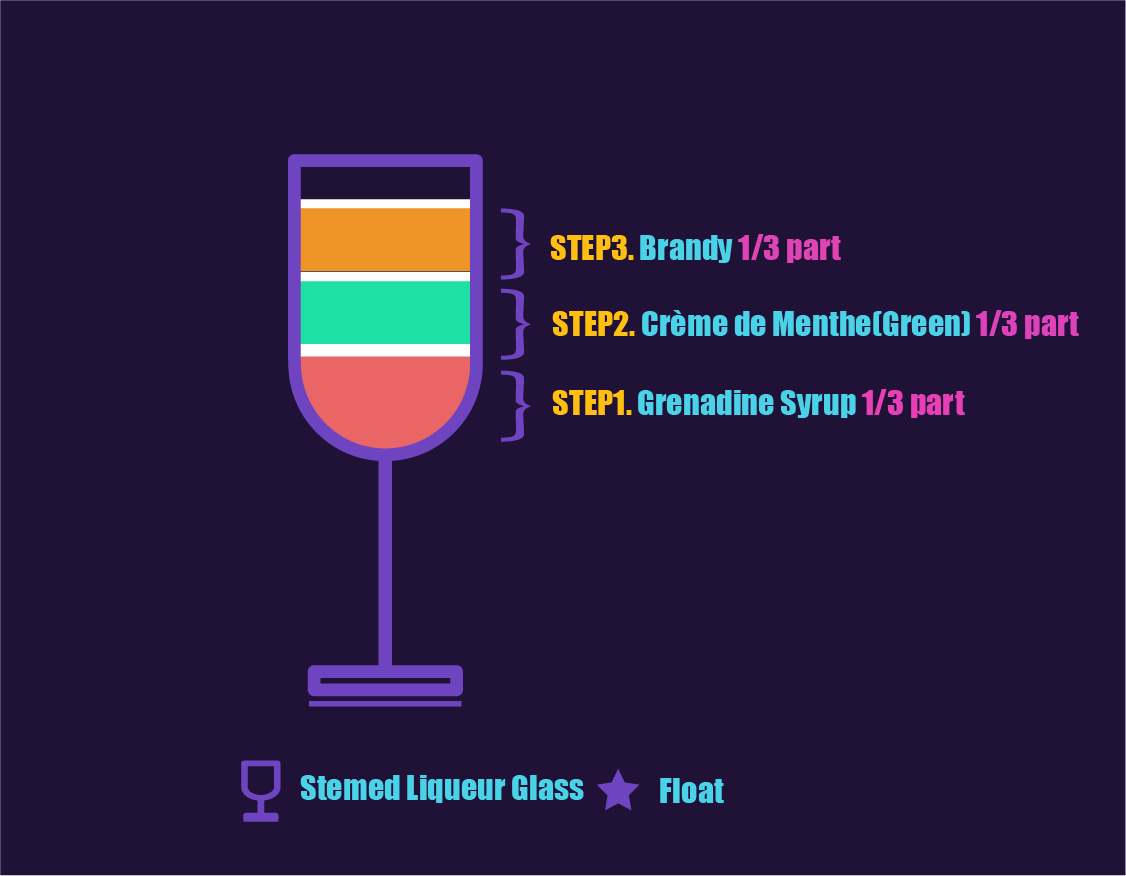 STEP3. Brandy 1/3 part
STEP2. Crème de Menthe(Green) 1/3 part
STEP1. Grenadine Syrup 1/3 part
Stemed Liqueur Glass
Float